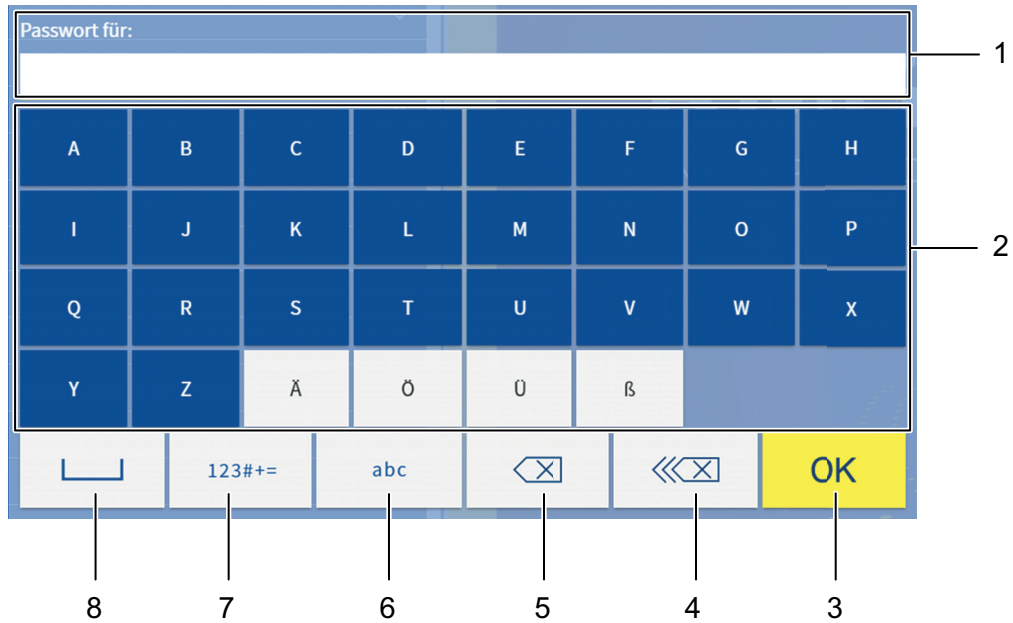 Passwort für:
1
A B C D E F G H
I J K L M N O P
2
Q R S T U V W X
Y Z Ä Ö Ü ß
123#+= abc OK
8 7 6 5 4 3